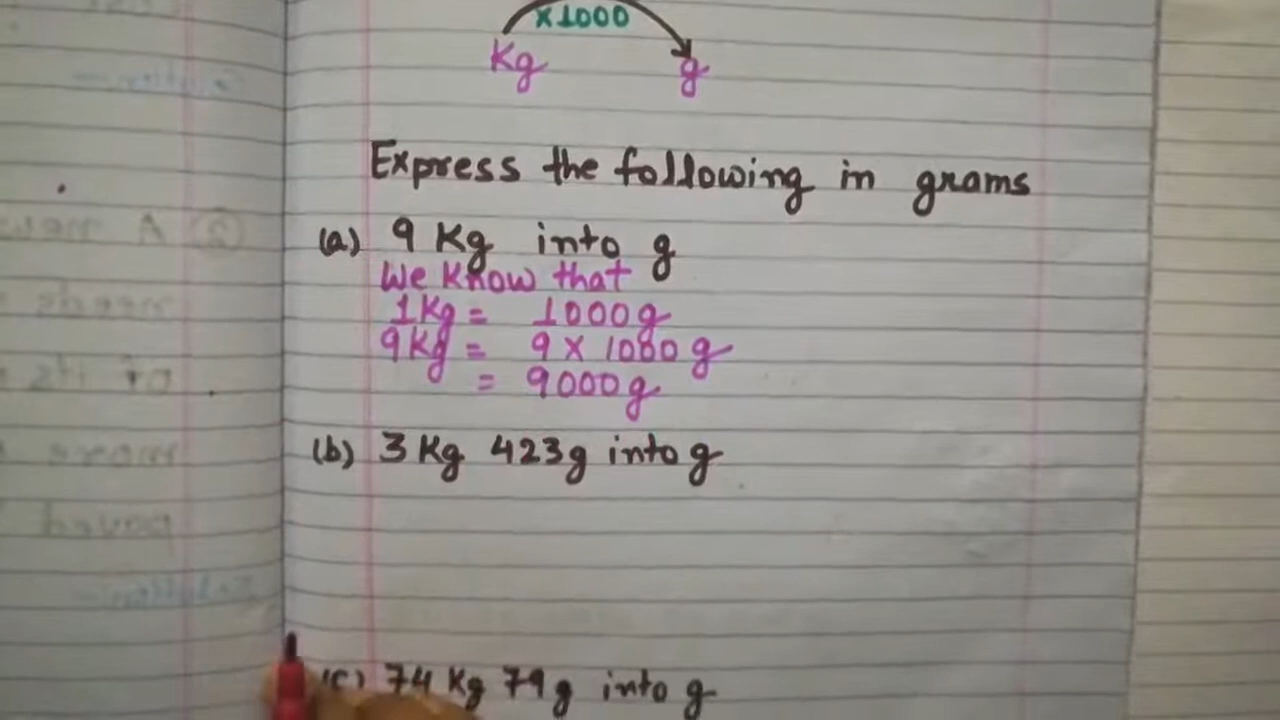 ×1000
Kg g
Express the following in grams
(a) 9 Kg into g
We Know that
1Kg = 1000g
9Kg = 9 × 1000 g
= 9000g
(b) 3 Kg 423g into g
(c) 74 Kg 79g into g